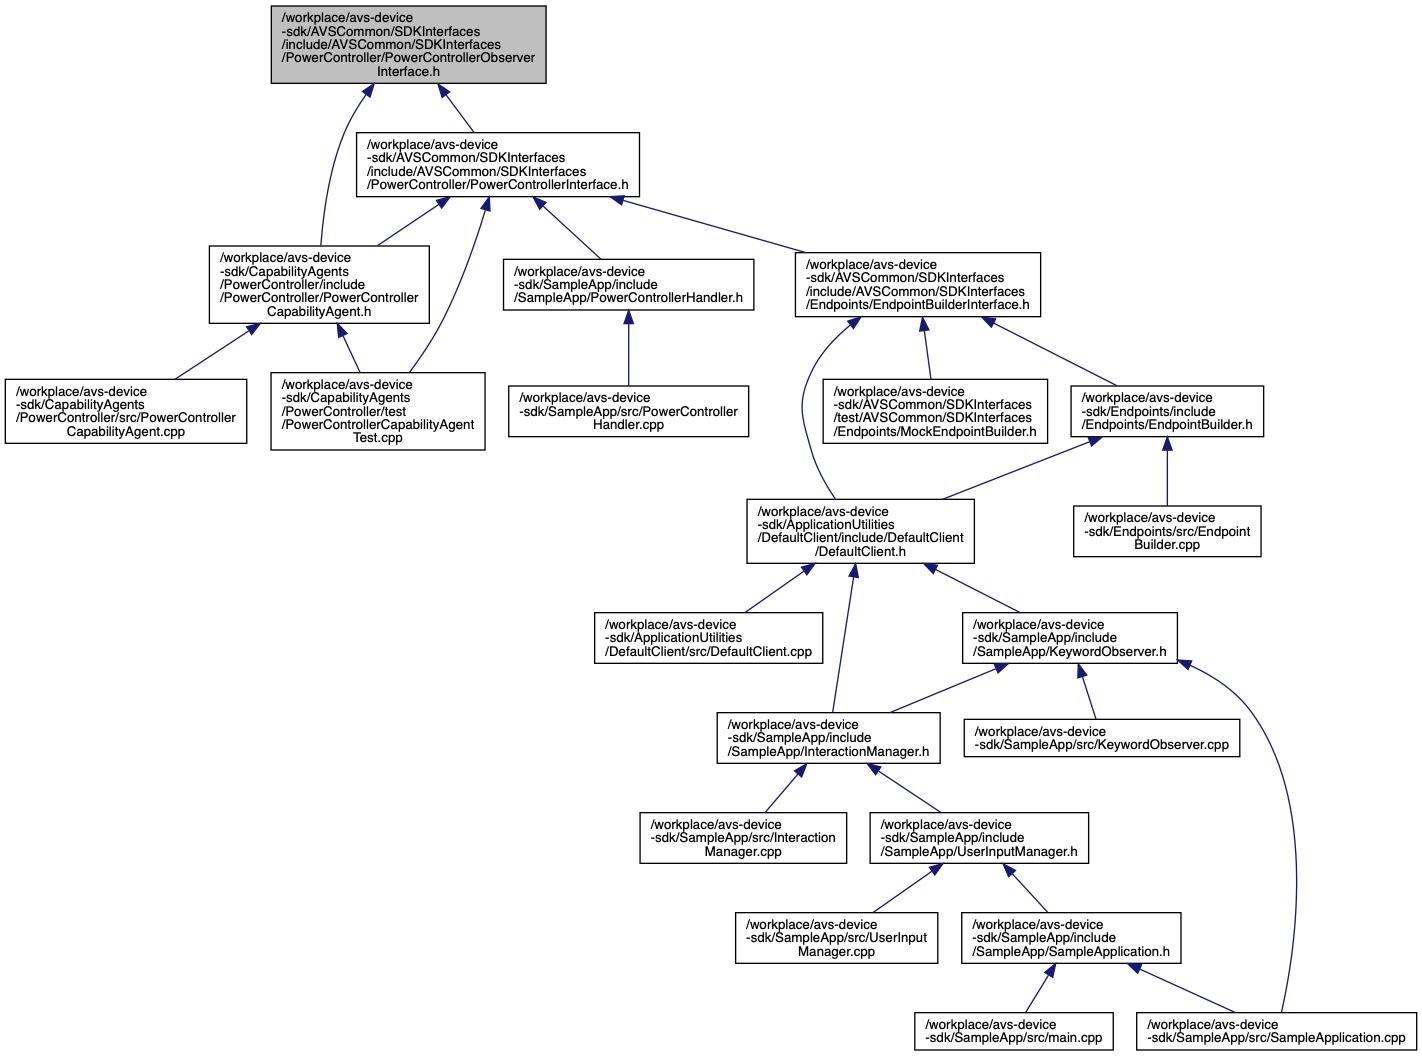 /workplace/avs-device
-sdk/AVSCommon/SDKInterfaces
/include/AVSCommon/SDKInterfaces
/PowerController/PowerControllerObserver
Interface.h
/workplace/avs-device
-sdk/AVSCommon/SDKInterfaces
/include/AVSCommon/SDKInterfaces
/PowerController/PowerControllerInterface.h
/workplace/avs-device
-sdk/CapabilityAgents
/PowerController/include
/PowerController/PowerController
CapabilityAgent.h
/workplace/avs-device
-sdk/SampleApp/include
/SampleApp/PowerControllerHandler.h
/workplace/avs-device
-sdk/AVSCommon/SDKInterfaces
/include/AVSCommon/SDKInterfaces
/Endpoints/EndpointBuilderInterface.h
/workplace/avs-device
-sdk/CapabilityAgents
/PowerController/src/PowerController
CapabilityAgent.cpp
/workplace/avs-device
-sdk/CapabilityAgents
/PowerController/test
/PowerControllerCapabilityAgent
Test.cpp
/workplace/avs-device
-sdk/SampleApp/src/PowerController
Handler.cpp
/workplace/avs-device
-sdk/AVSCommon/SDKInterfaces
/test/AVSCommon/SDKInterfaces
/Endpoints/MockEndpointBuilder.h
/workplace/avs-device
-sdk/Endpoints/include
/Endpoints/EndpointBuilder.h
/workplace/avs-device
-sdk/ApplicationUtilities
/DefaultClient/include/DefaultClient
/DefaultClient.h
/workplace/avs-device
-sdk/Endpoints/src/Endpoint
Builder.cpp
/workplace/avs-device
-sdk/ApplicationUtilities
/DefaultClient/src/DefaultClient.cpp
/workplace/avs-device
-sdk/SampleApp/include
/SampleApp/KeywordObserver.h
/workplace/avs-device
-sdk/SampleApp/include
/SampleApp/InteractionManager.h
/workplace/avs-device
-sdk/SampleApp/src/KeywordObserver.cpp
/workplace/avs-device
-sdk/SampleApp/src/Interaction
Manager.cpp
/workplace/avs-device
-sdk/SampleApp/include
/SampleApp/UserInputManager.h
/workplace/avs-device
-sdk/SampleApp/src/UserInput
Manager.cpp
/workplace/avs-device
-sdk/SampleApp/include
/SampleApp/SampleApplication.h
/workplace/avs-device
-sdk/SampleApp/src/main.cpp
/workplace/avs-device
-sdk/SampleApp/src/SampleApplication.cpp